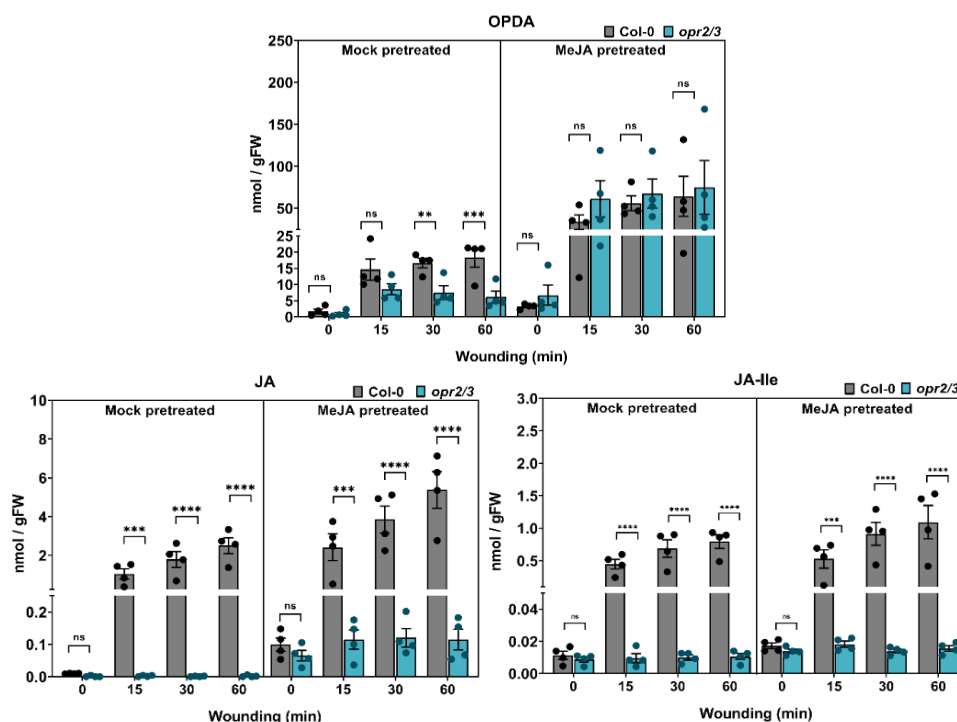 OPDA
Col-0 opr2/3
Mock pretreated MeJA pretreated
nmol / gFW
250
200
150
100
50
25
20
15
10
5
0
ns ns ** *** ns ns ns ns
0 15 30 60 0 15 30 60
Wounding (min)
JA
Col-0 opr2/3
Mock pretreated MeJA pretreated
nmol / gFW
10
8
6
4
2
0.2
0.1
0.0
ns *** **** **** ns *** **** ****
0 15 30 60 0 15 30 60
Wounding (min)
JA-Ile
Col-0 opr2/3
Mock pretreated MeJA pretreated
nmol / gFW
3.0
2.5
2.0
1.5
1.0
0.5
0.04
0.02
0.00
ns **** **** **** ns *** **** ****
0 15 30 60 0 15 30 60
Wounding (min)